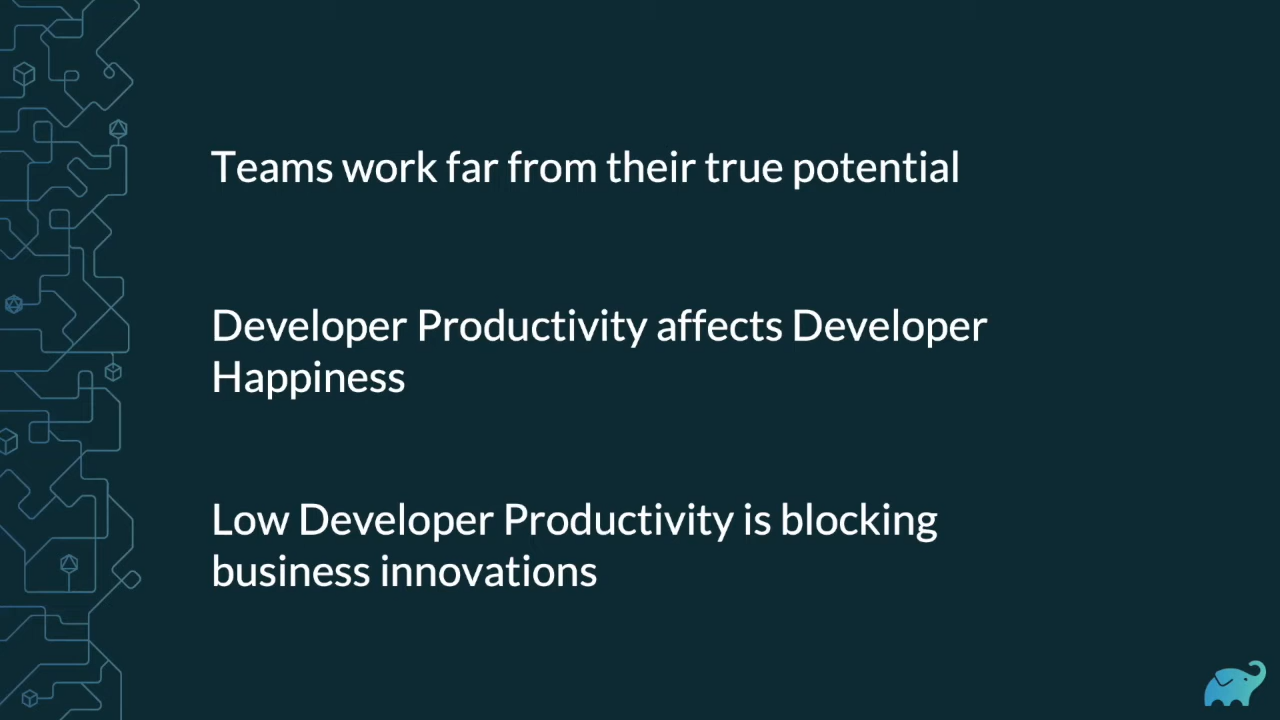 Teams work far from their true potential
Developer Productivity affects Developer
Happiness
Low Developer Productivity is blocking
business innovations